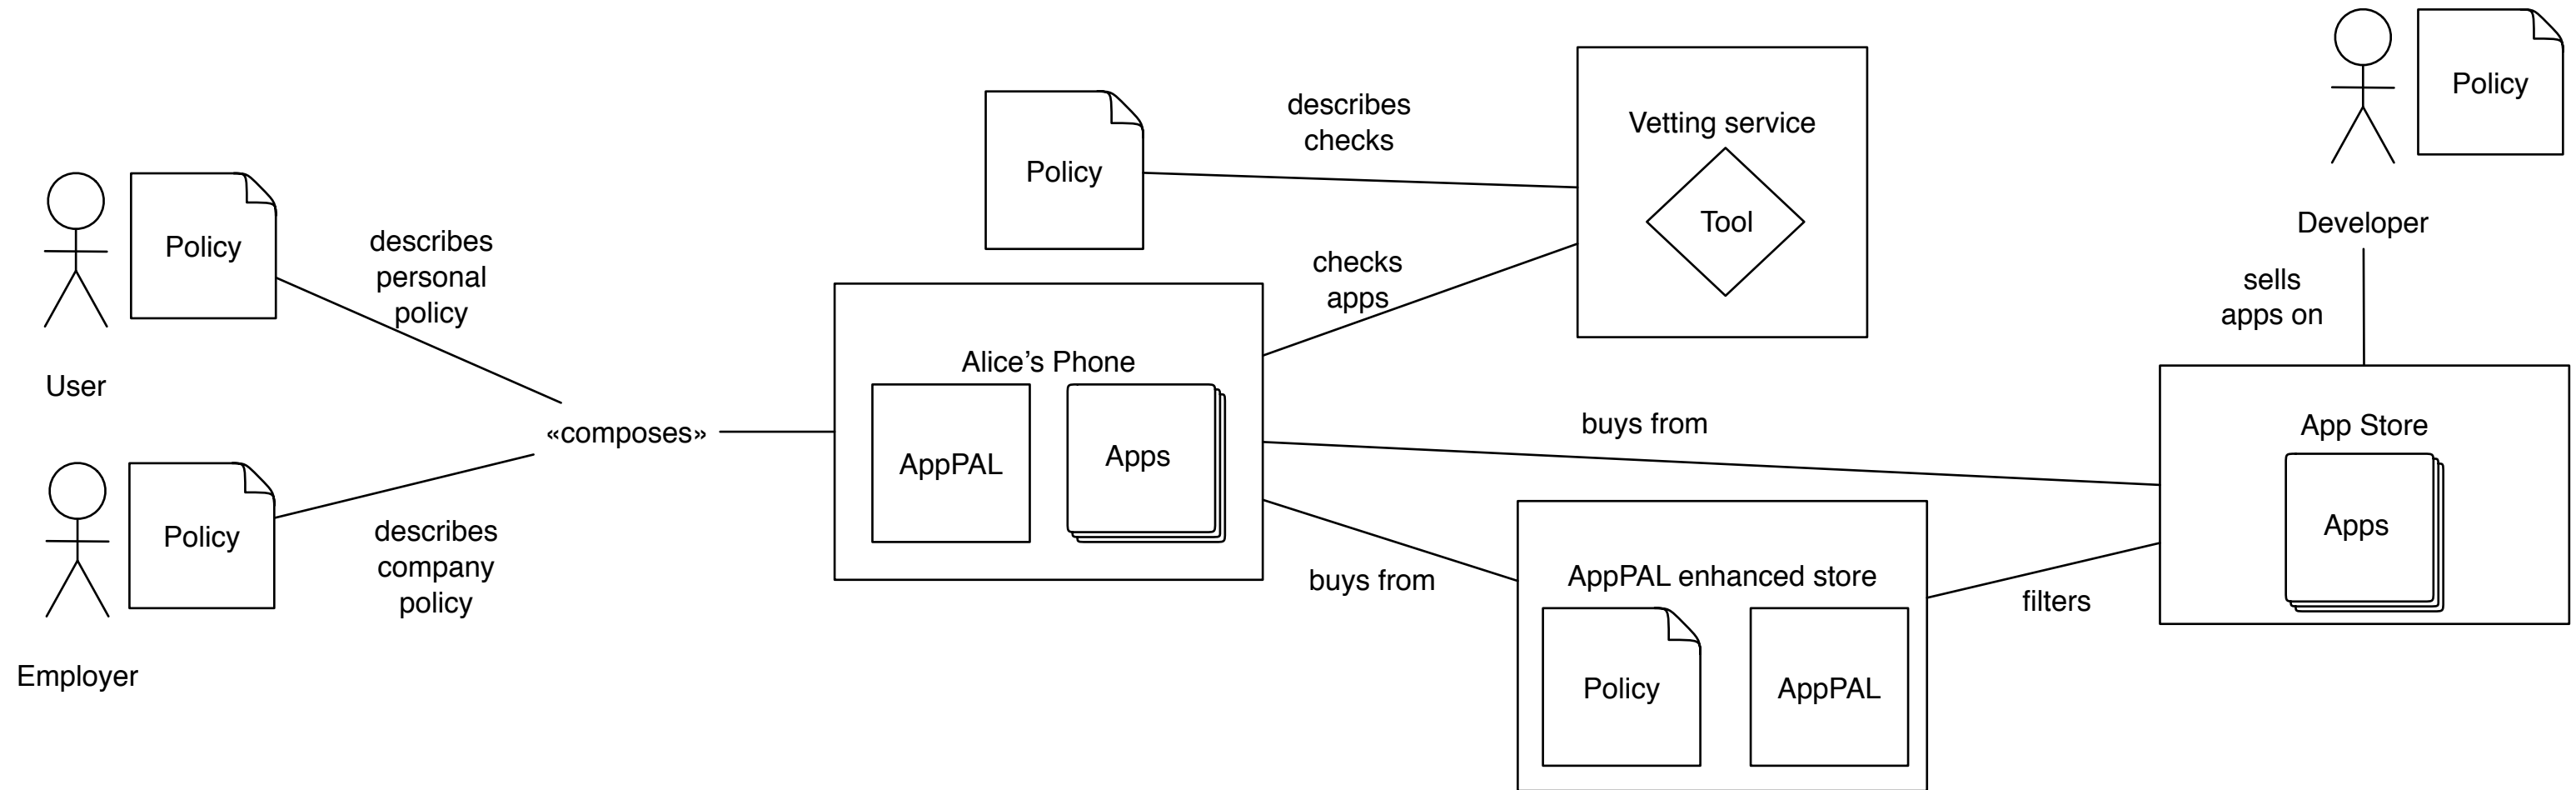 Policy
User
describes
personal
policy
Policy
Employer
describes
company
policy
«composes»
Policy
describes
checks
Vetting service
Tool
checks
apps
Alice’s Phone
AppPAL
Apps
buys from
buys from
AppPAL enhanced store
Policy
AppPAL
filters
Policy
Developer
sells
apps on
App Store
Apps